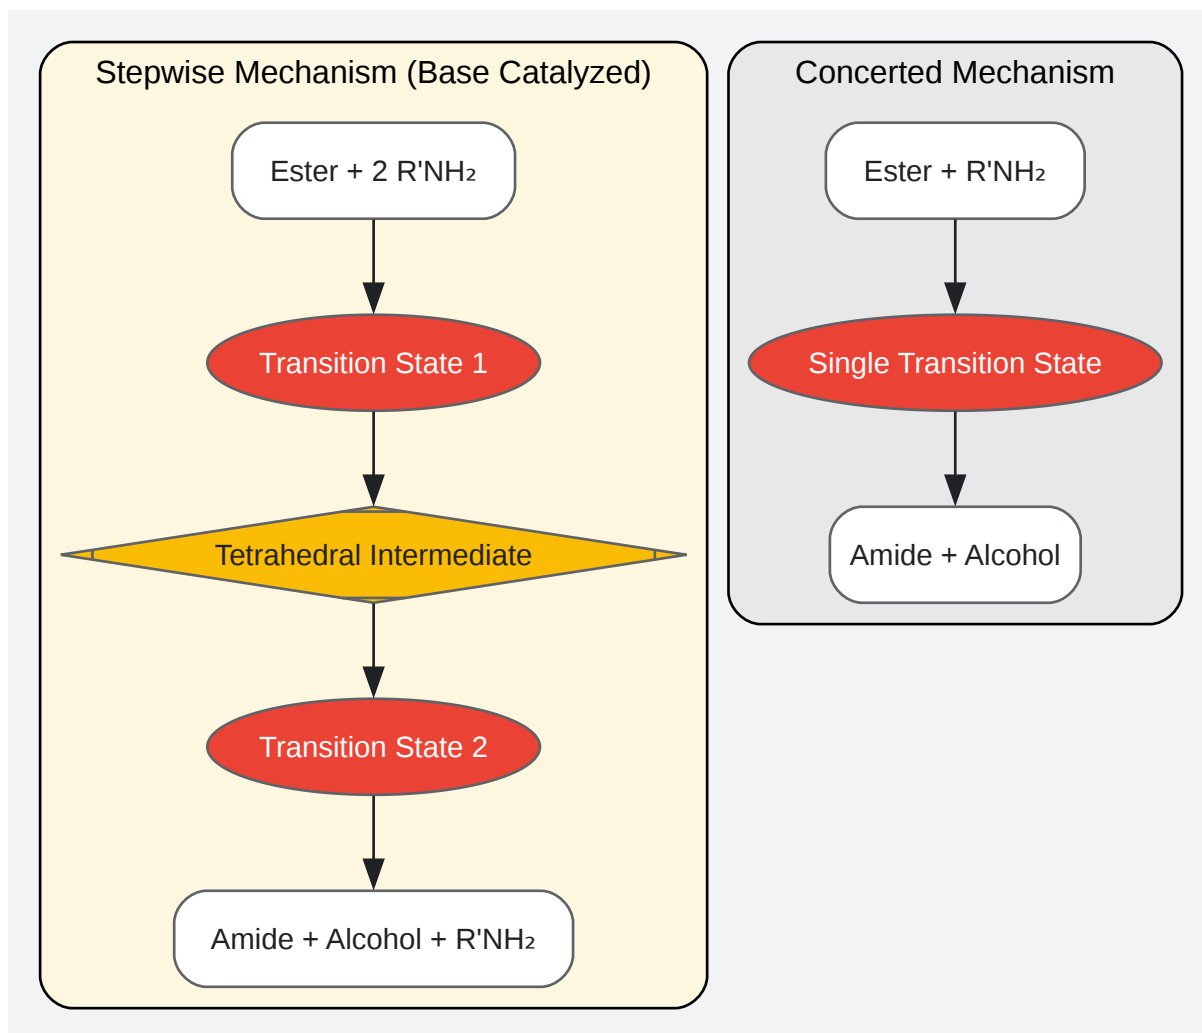 Stepwise Mechanism (Base Catalyzed)
Ester + 2 R'NH₂
Transition State 1
Tetrahedral Intermediate
Transition State 2
Amide + Alcohol + R'NH₂
Concerted Mechanism
Ester + R'NH₂
Single Transition State
Amide + Alcohol